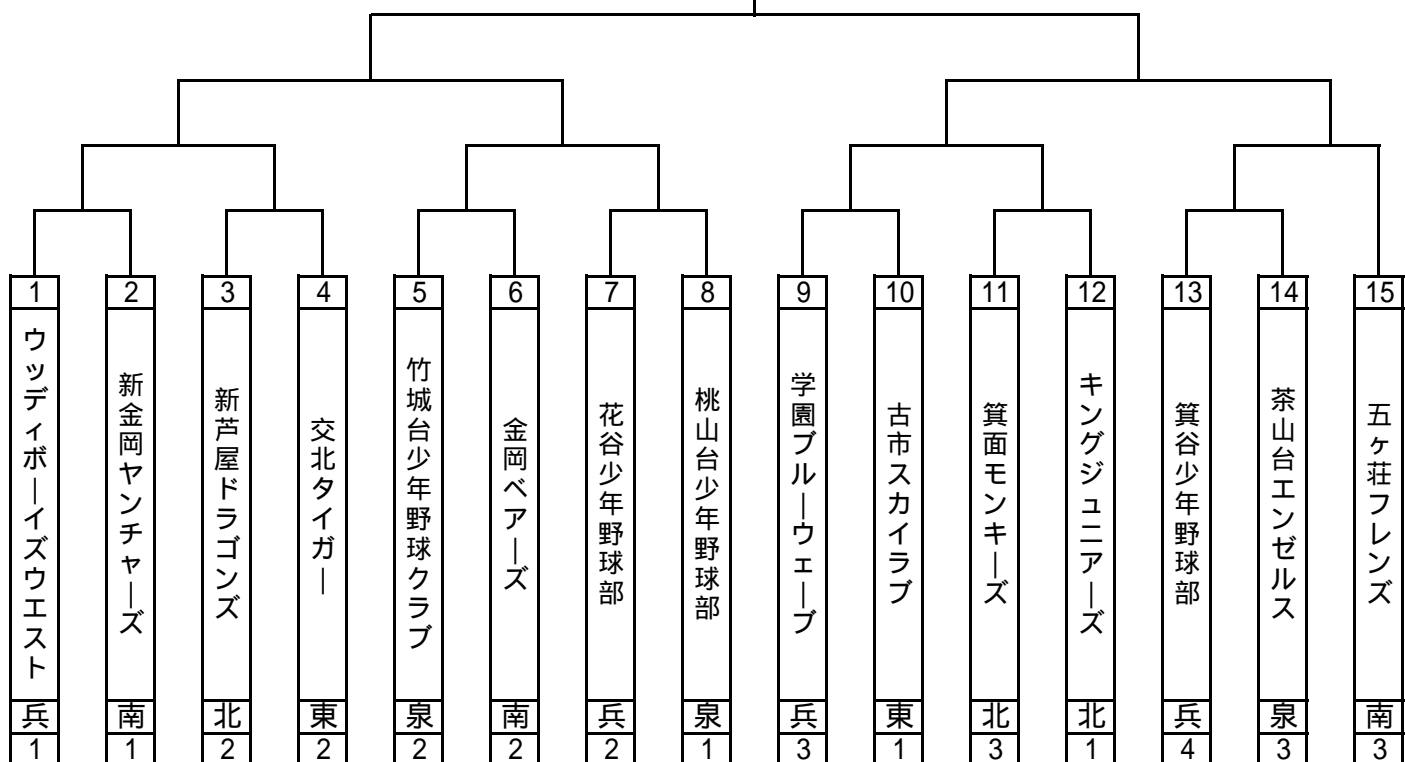 1 2 3 4 5 6 7 8 9 10 11 12 13 14 15
ウッディボーイズウエスト
新金岡ヤンチャーズ
新芦屋ドラゴンズ
交北タイガー
竹城台少年野球クラブ
金岡ベアーズ
花谷少年野球部
桃山台少年野球部
学園ブルーウェーブ
古市スカイラブ
箕面モンキーズ
キングジュニアーズ
箕谷少年野球部
茶山台エンゼルス
五ヶ荘フレンズ
兵 南 北 東 泉 南 兵 泉 兵 東 北 北 兵 泉 南
1 1 2 2 2 2 2 1 3 1 3 1 4 3 3